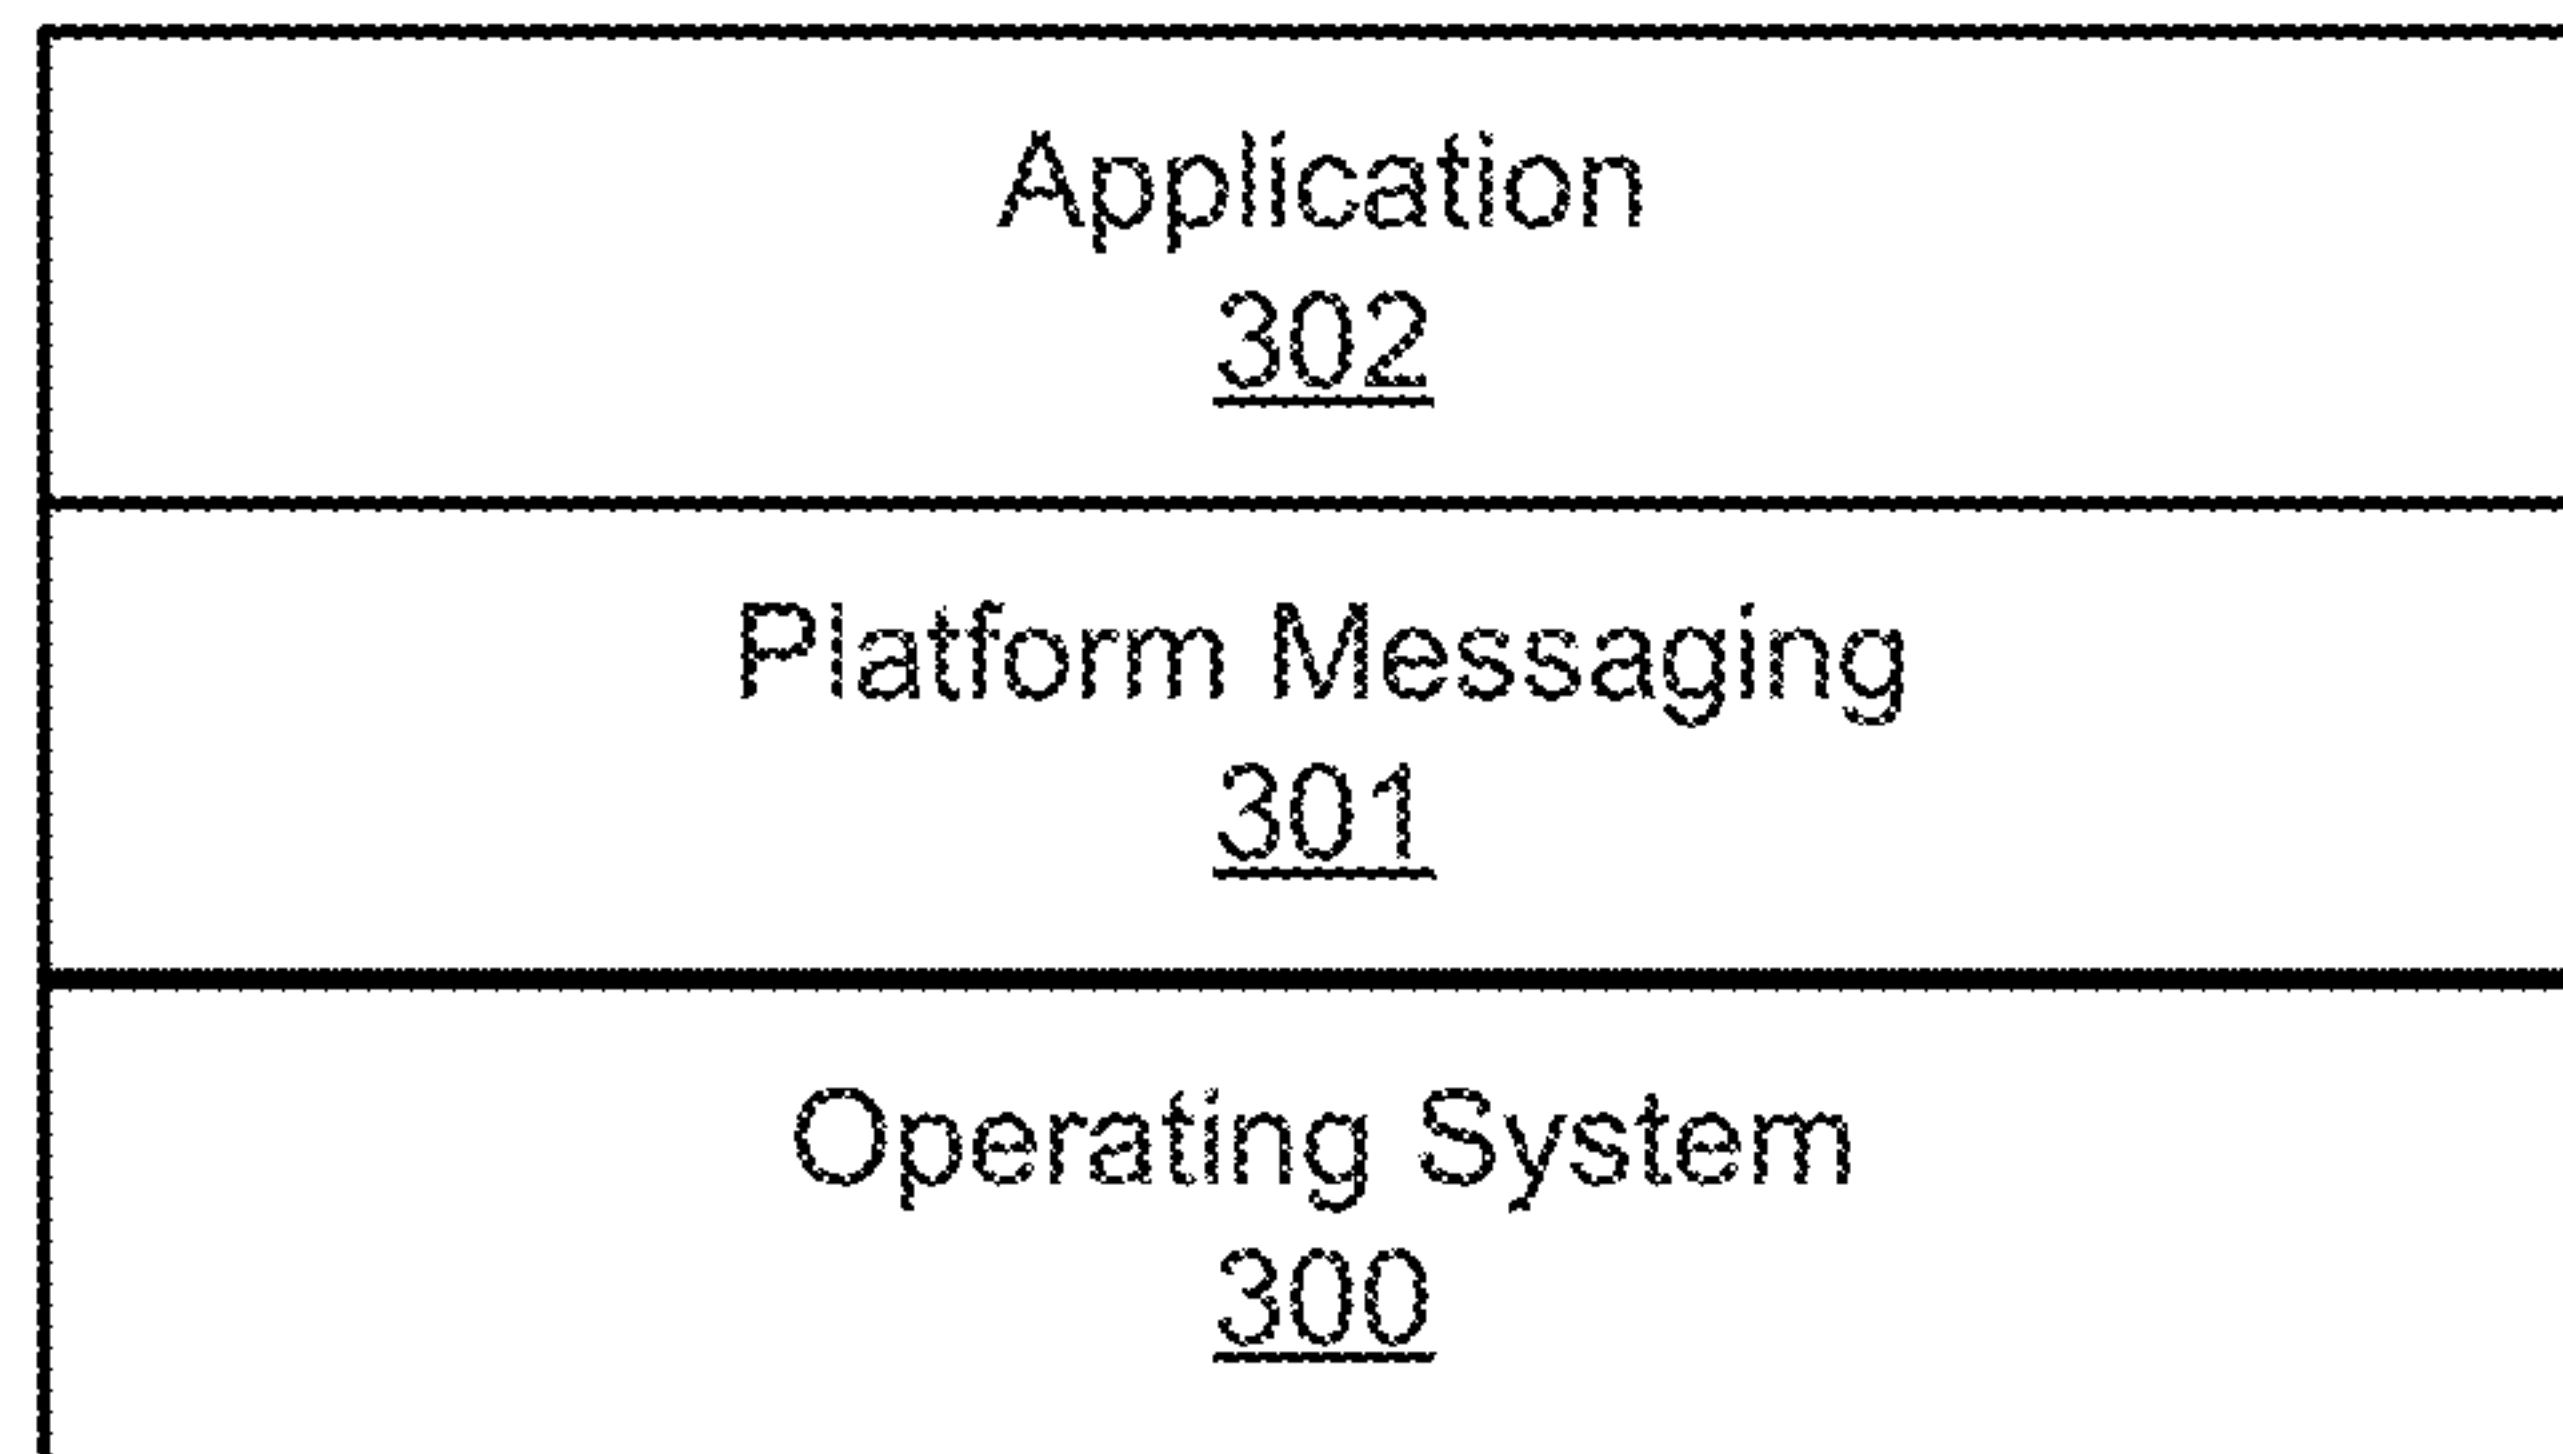 Application
302
Platform Messaging
301
Operating System
300